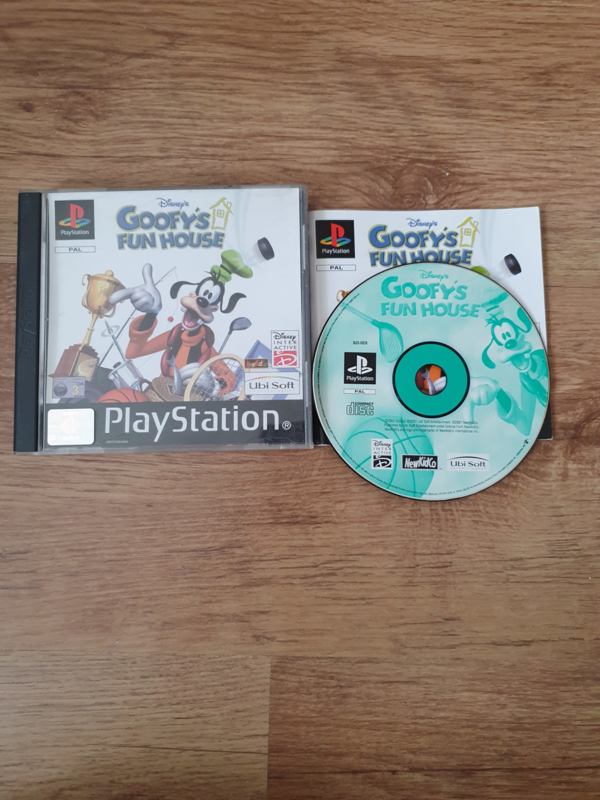 Disney's
GOOFY'S
FUN HOUSE
PlayStation
PAL
Disney
INTER
ACTIVE
Ubi Soft
PlayStation®
Disney's
GOOFY'S
FUN HOUSE
PlayStation
PAL
Disney's
GOOFY'S
FUN HOUSE
PlayStation
PAL
COMPACT
disc
Disney
INTER
ACTIVE
NewKidCo
Ubi Soft